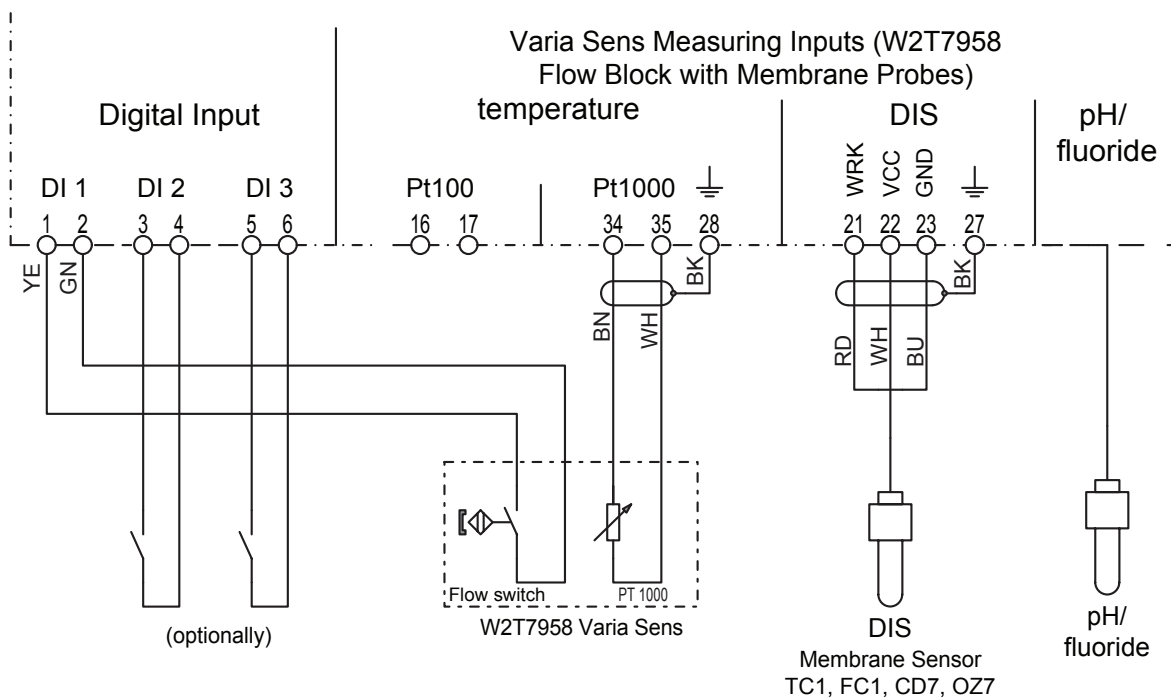 Varia Sens Measuring Inputs (W2T7958
Flow Block with Membrane Probes)
Digital Input
temperature
DIS
pH/
fluoride
DI 1
DI 2
DI 3
Pt100
Pt1000
WRK
VCC
GND
1
2
3
4
5
6
16
17
34
35
28
21
22
23
27
YE
GN
BN
WH
BK
RD
WH
BU
BK
Flow switch
PT 1000
W2T7958 Varia Sens
(optionally)
DIS
Membrane Sensor
TC1, FC1, CD7, OZ7
pH/
fluoride